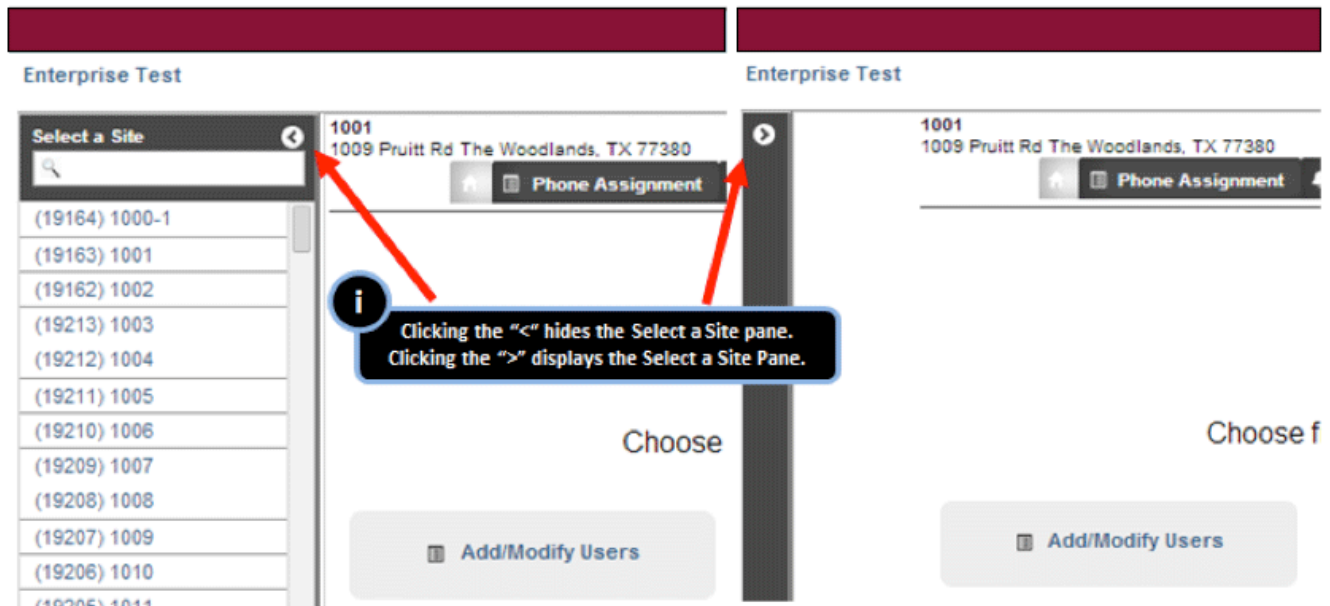 Enterprise Test
Select a Site
(19164) 1000-1
(19163) 1001
(19162) 1002
(19213) 1003
(19212) 1004
(19211) 1005
(19210) 1006
(19209) 1007
(19208) 1008
(19207) 1009
(19206) 1010
(19205) 1011
1001
1009 Pruitt Rd The Woodlands, TX 77380
Phone Assignment
i
Clicking the “<“ hides the Select a Site pane.
Clicking the “>” displays the Select a Site Pane.
Choose
Add/Modify Users
Enterprise Test
1001
1009 Pruitt Rd The Woodlands, TX 77380
Phone Assignment
Choose f
Add/Modify Users